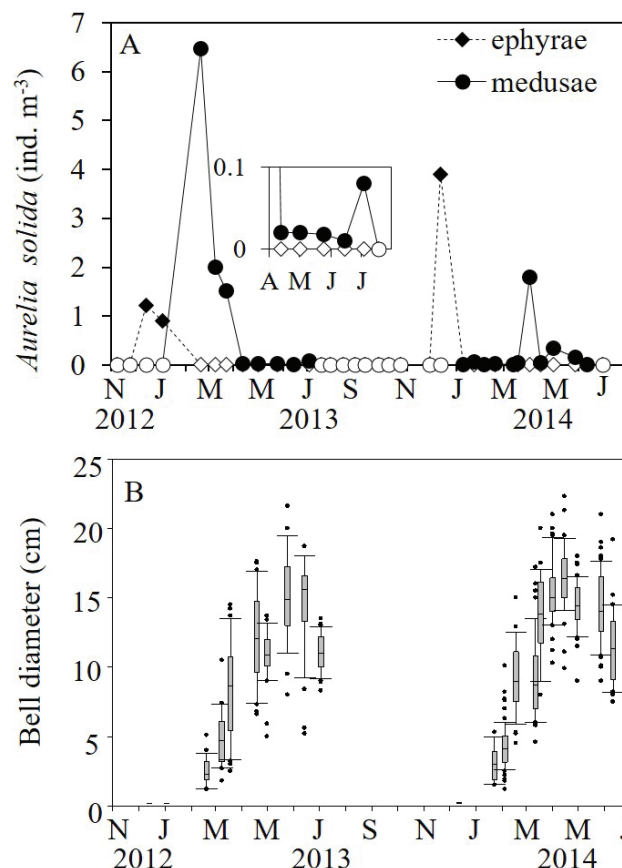 A
ephyrae
medusae
Aurelia solida (ind. m⁻³)
7
6
5
4
3
2
1
0
0.1
0
A M J J
N J M M J S N J M M J
2012 2013 2014
B
Bell diameter (cm)
25
20
15
10
5
0
N J M M J S N J M M J
2012 2013 2014